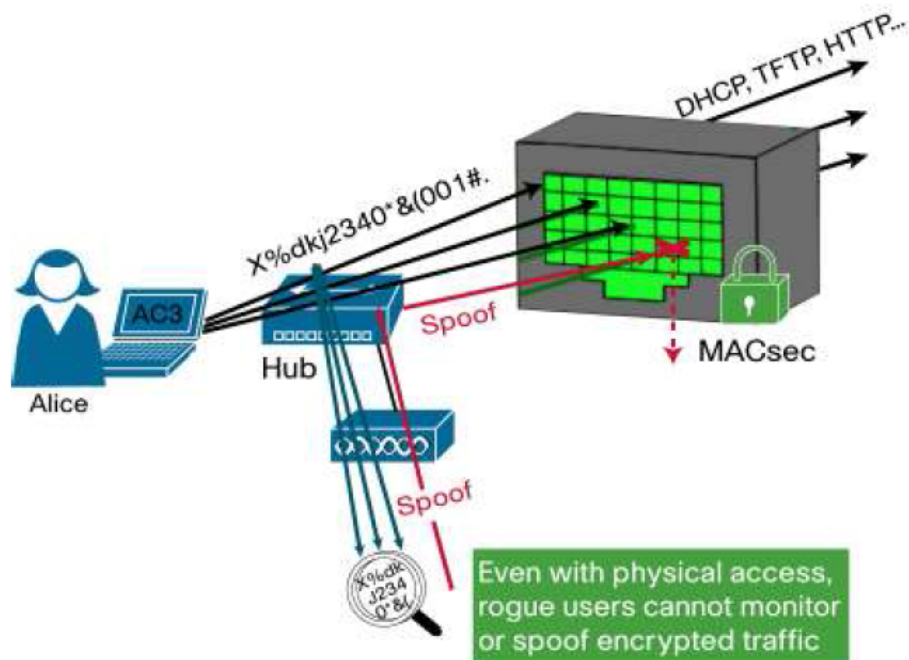 DHCP, TFTP, HTTP...
X%dkj2340*&(001#.
AC3
Alice
Hub
Spoof
MACsec
Spoof
X%dk
J234
0*&(
Even with physical access,
rogue users cannot monitor
or spoof encrypted traffic